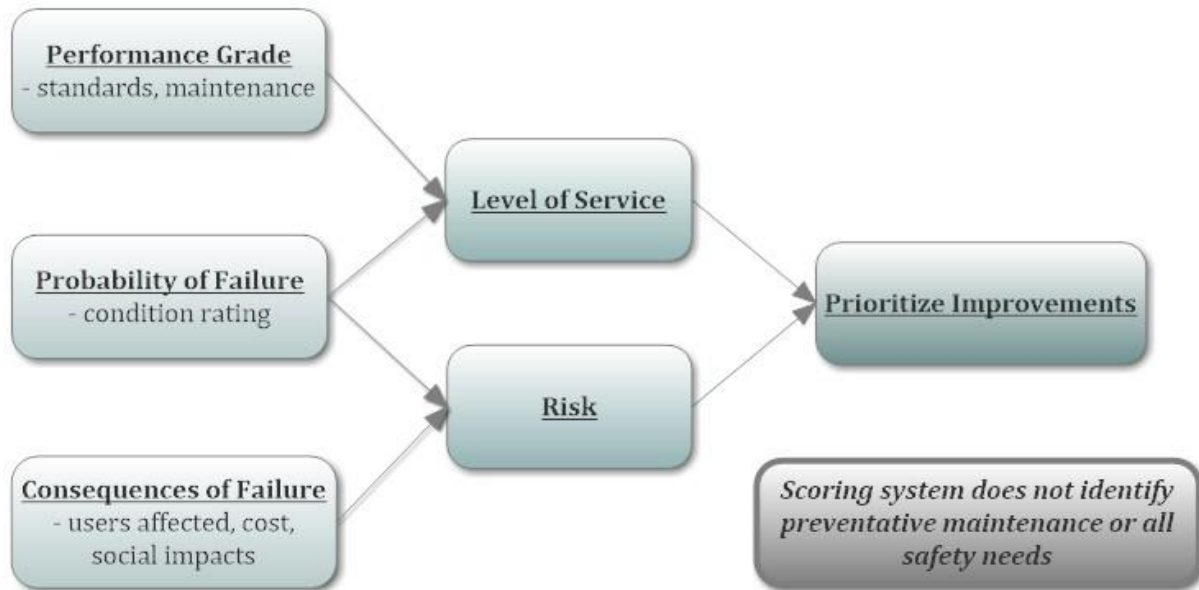 Performance Grade
- standards, maintenance
Probability of Failure
- condition rating
Consequences of Failure
- users affected, cost,
social impacts
Level of Service
Risk
Prioritize Improvements
Scoring system does not identify
preventative maintenance or all
safety needs